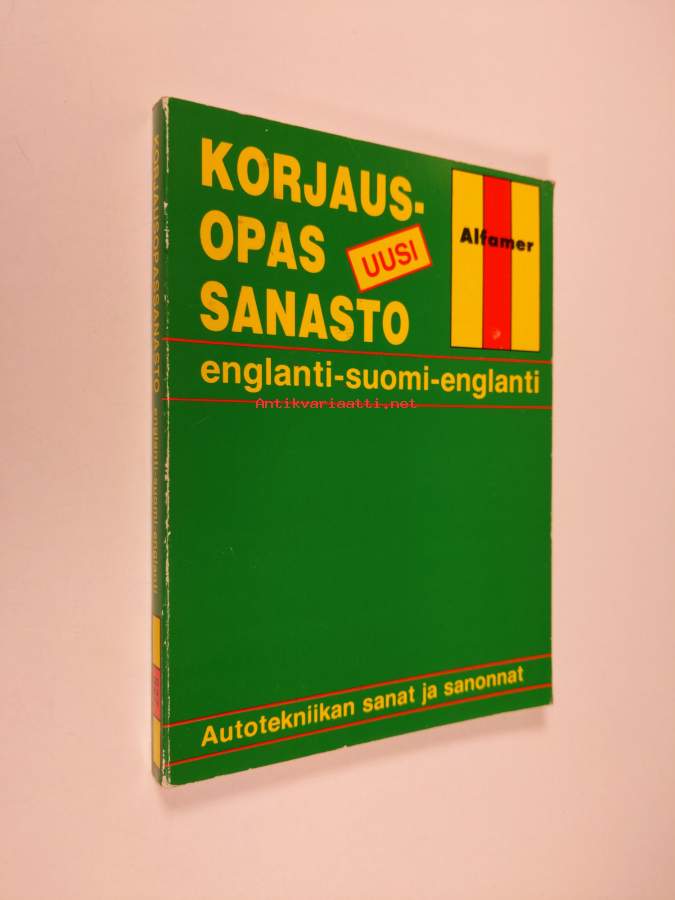 KORJAUS-
OPAS
UUSI
SANASTO
Alfamer
englanti-suomi-englanti
Antikvariaatti.net
Autotekniikan sanat ja sanonnat
KORJAUSOPASSANASTO englanti-suomi-englanti